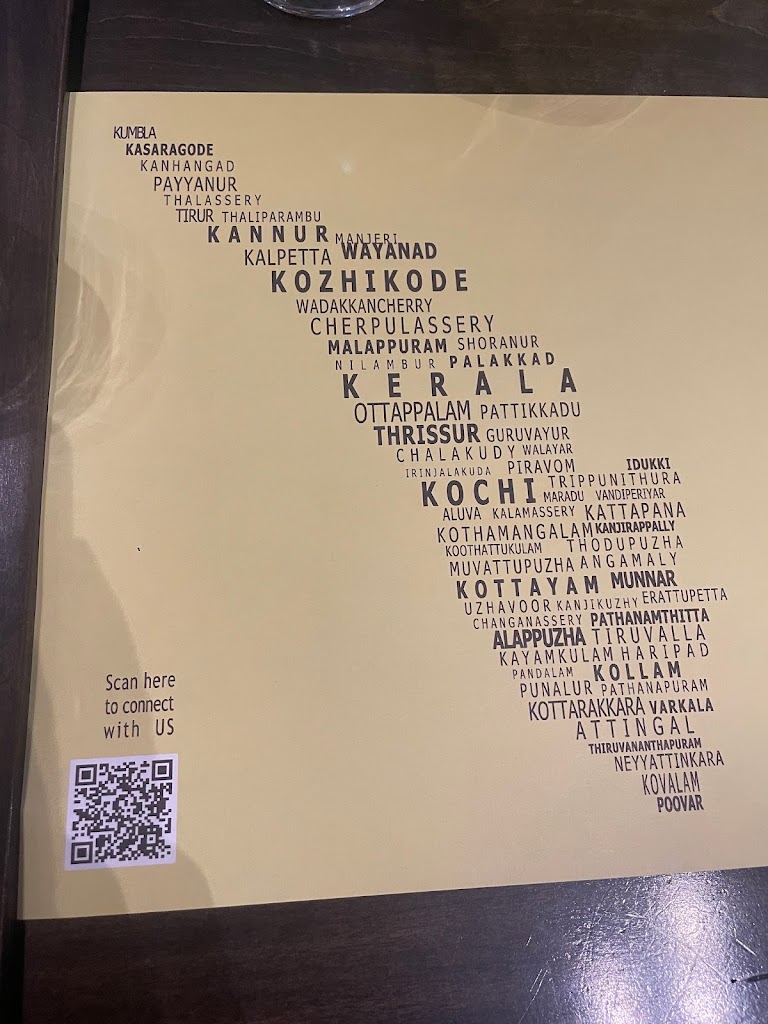 KUMBLA
KASARAGODE
KANHANGAD
PAYYANUR
THALASSERY
TIRUR THALIPARAMBU
KANNUR MANJERI
KALPETTA WAYANAD
KOZHIKODE
WADAKKANCHERRY
CHERPULASSERY
MALAPPURAM SHORANUR
NILAMBUR PALAKKAD
KERALA
OTTAPPALAM PATTIKKADU
THRISSUR GURUVAYUR
CHALAKUDY WALAYAR
IRINJALAKUDA PIRAVOM IDUKKI
KOCHI TRIPPUNITHURA
MARADU VANDIPERIYAR
ALUVA KALAMASSERY KATTAPANA
KOTHAMANGALAM KANJIRAPPALLY
KOOTHATTUKULAM THODUPUZHA
MUVATTUPUZHA ANGAMALY
KOTTAYAM MUNNAR
UZHAVOOR KANJIKUZHY ERATTUPETTA
CHANGANASSERY PATHANAMTHITTA
ALAPPUZHA TIRUVALLA
KAYAMKULAM HARIPAD
PANDALAM KOLLAM
PUNALUR PATHANAPURAM
KOTTARAKKARA VARKALA
ATTINGAL
THIRUVANANTHAPURAM
NEYYATTINKARA
KOVALAM
POOVAR
Scan here
to connect
with US